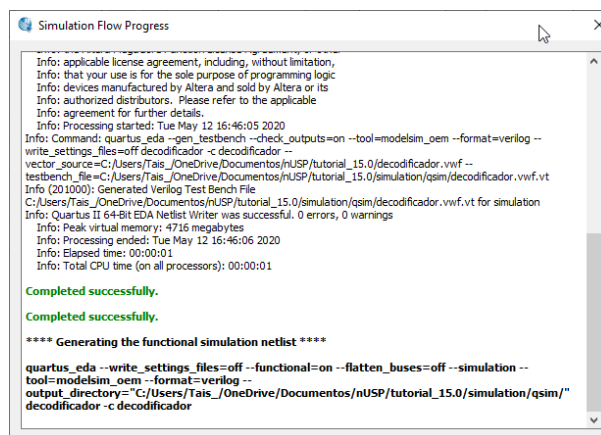 Simulation Flow Progress
Info: the Altera MegaCore Function License Agreement, or other
Info: applicable license agreement, including, without limitation,
Info: that your use is for the sole purpose of programming logic
Info: devices manufactured by Altera and sold by Altera or its
Info: authorized distributors.  Please refer to the applicable
Info: agreement for further details.
Info: Processing started: Tue May 12 16:46:05 2020
Info: Command: quartus_eda --gen_testbench --check_outputs=on --tool=modelsim_oem --format=verilog --
write_settings_files=off decodificador -c decodificador --
vector_source=C:/Users/Tais_/OneDrive/Documentos/nUSP/tutorial_15.0/decodificador.vwf --
testbench_file=C:/Users/Tais_/OneDrive/Documentos/nUSP/tutorial_15.0/simulation/qsim/decodificador.vwf.vt
Info (201000): Generated Verilog Test Bench File
C:/Users/Tais_/OneDrive/Documentos/nUSP/tutorial_15.0/simulation/qsim/decodificador.vwf.vt for simulation
Info: Quartus II 64-Bit EDA Netlist Writer was successful. 0 errors, 0 warnings
Info: Peak virtual memory: 4716 megabytes
Info: Processing ended: Tue May 12 16:46:06 2020
Info: Elapsed time: 00:00:01
Info: Total CPU time (on all processors): 00:00:01
Completed successfully.
Completed successfully.
**** Generating the functional simulation netlist ****
quartus_eda --write_settings_files=off --functional=on --flatten_buses=off --simulation --
tool=modelsim_oem --format=verilog --
output_directory="C:/Users/Tais_/OneDrive/Documentos/nUSP/tutorial_15.0/simulation/qsim/"
decodificador -c decodificador